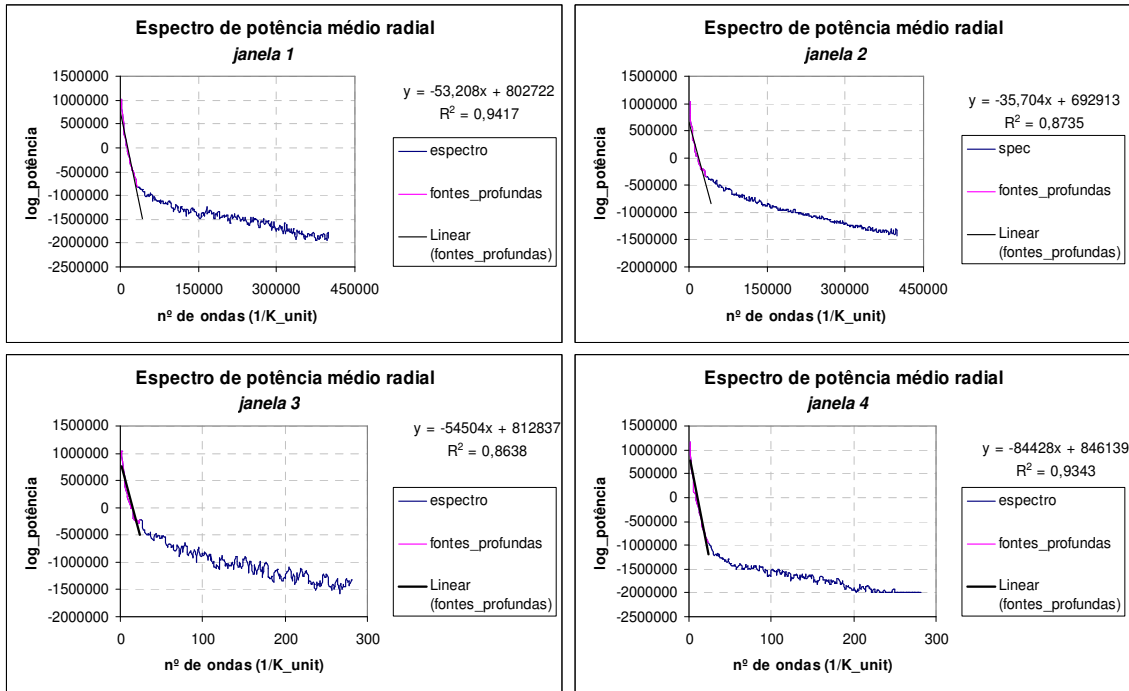 Espectro de potência médio radial
janela 1
y = -53,208x + 802722
R² = 0,9417
log_potência
1500000
1000000
500000
0
-500000
-1000000
-1500000
-2000000
-2500000
0 150000 300000 450000
nº de ondas (1/K_unit)
espectro
fontes_profundas
Linear
(fontes_profundas)
Espectro de potência médio radial
janela 2
y = -35,704x + 692913
R² = 0,8735
log_potência
1500000
1000000
500000
0
-500000
-1000000
-1500000
-2000000
0 150000 300000 450000
nº de ondas (1/K_unit)
spec
fontes_profundas
Linear
(fontes_profundas)
Espectro de potência médio radial
janela 3
y = -54504x + 812837
R² = 0,8638
log_potência
1500000
1000000
500000
0
-500000
-1000000
-1500000
-2000000
0 100 200 300
nº de ondas (1/K_unit)
espectro
fontes_profundas
Linear
(fontes_profundas)
Espectro de potência médio radial
janela 4
y = -84428x + 846139
R² = 0,9343
log_potência
1500000
1000000
500000
0
-500000
-1000000
-1500000
-2000000
-2500000
0 100 200 300
nº de ondas (1/K_unit)
espectro
fontes_profundas
Linear
(fontes_profundas)